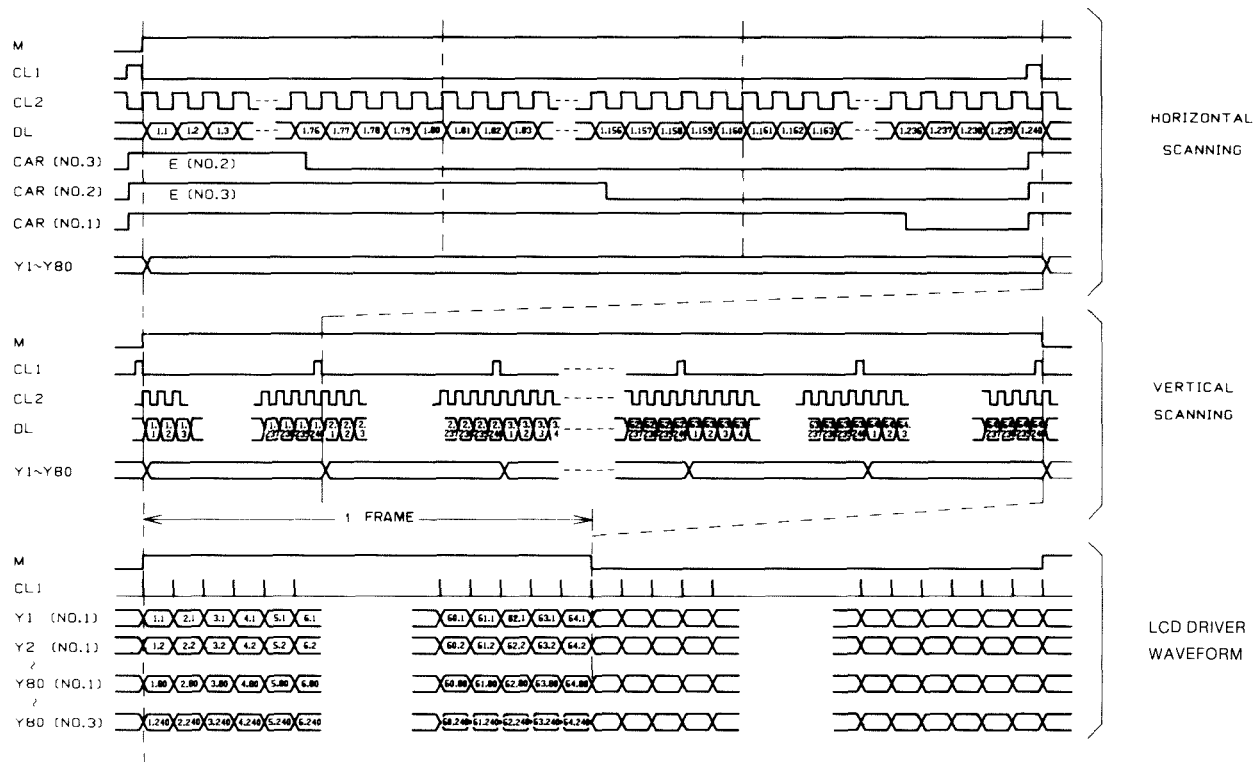 M
CL1
CL2
DL 1.1 1.2 1.3 1.76 1.77 1.78 1.79 1.80 1.81 1.82 1.83 1.156 1.157 1.158 1.159 1.160 1.161 1.162 1.163 1.236 1.237 1.238 1.239 1.240
CAR (NO.3) E (NO.2)
CAR (NO.2) E (NO.3)
CAR (NO.1)
Y1~Y80
HORIZONTAL
SCANNING
M
CL1
CL2
DL
Y1~Y80
VERTICAL
SCANNING
1 FRAME
M
CL1
Y1 (NO.1) 1.1 2.1 3.1 4.1 5.1 6.1 60.1 61.1 62.1 63.1 64.1
Y2 (NO.1) 1.2 2.2 3.2 4.2 5.2 6.2 60.2 61.2 62.2 63.2 64.2
~
Y80 (NO.1) 1.80 2.80 3.80 4.80 5.80 6.80 60.80 61.80 62.80 63.80 64.80
~
Y80 (NO.3) 1.240 2.240 3.240 4.240 5.240 6.240 60.240 61.240 62.240 63.240 64.240
LCD DRIVER
WAVEFORM